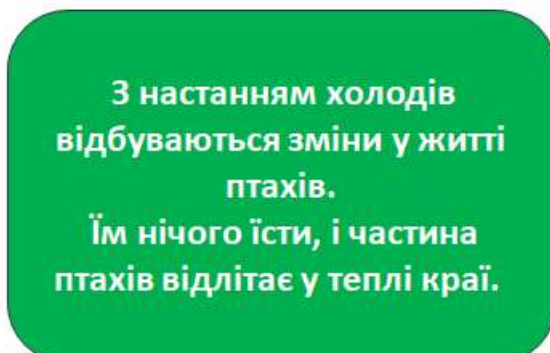 З настанням холодів
відбуваються зміни у житті
птахів.
Їм нічого їсти, і частина
птахів відлітає у теплі краї.